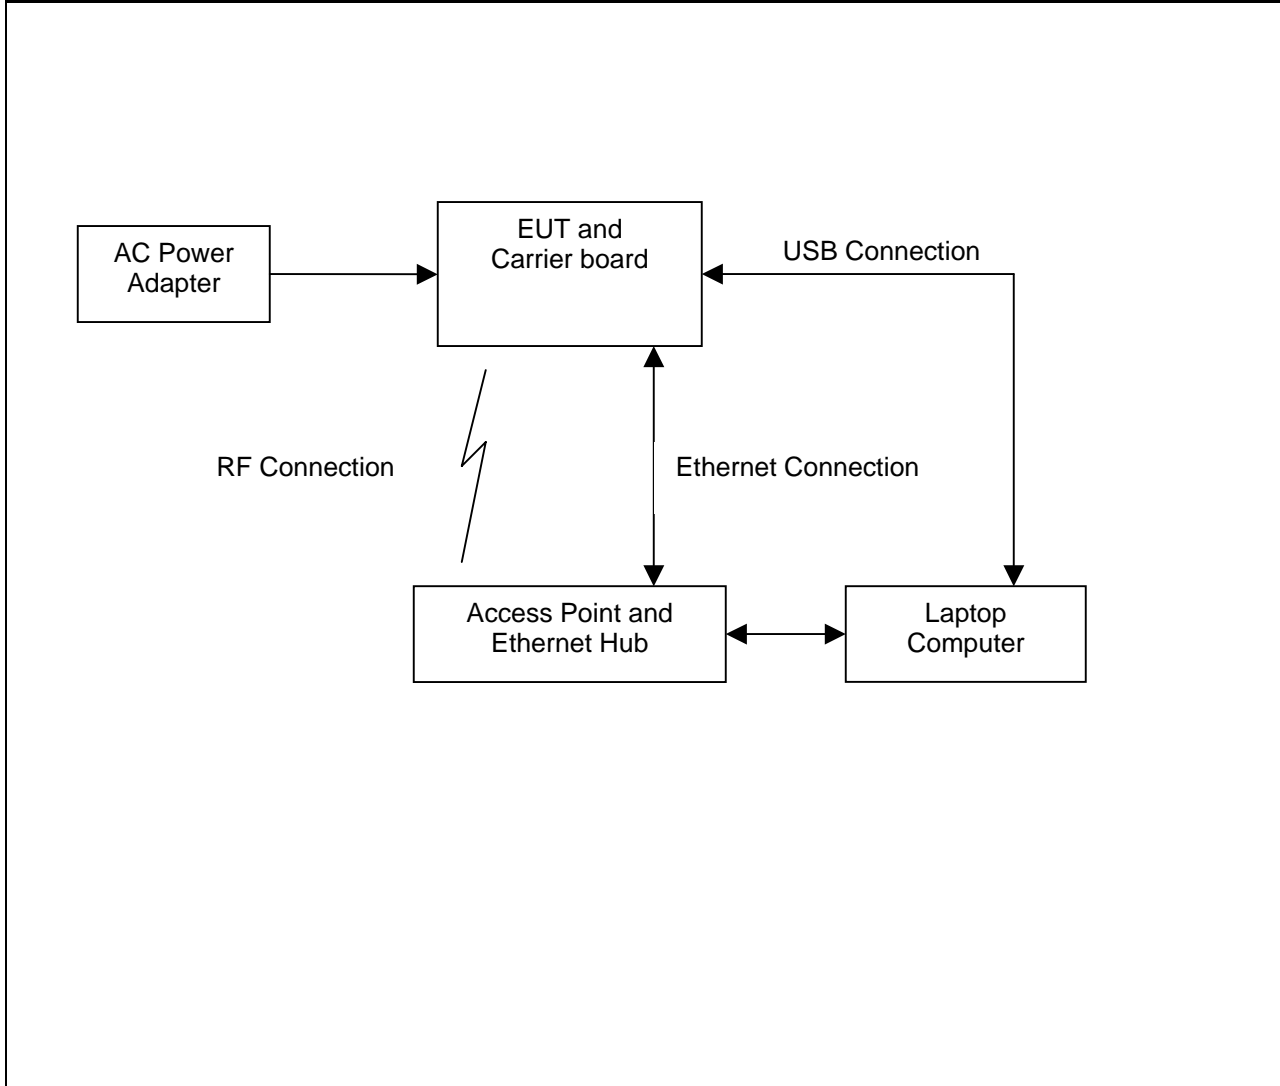 EUT and
Carrier board
AC Power
Adapter
USB Connection
RF Connection
Ethernet Connection
Access Point and
Ethernet Hub
Laptop
Computer